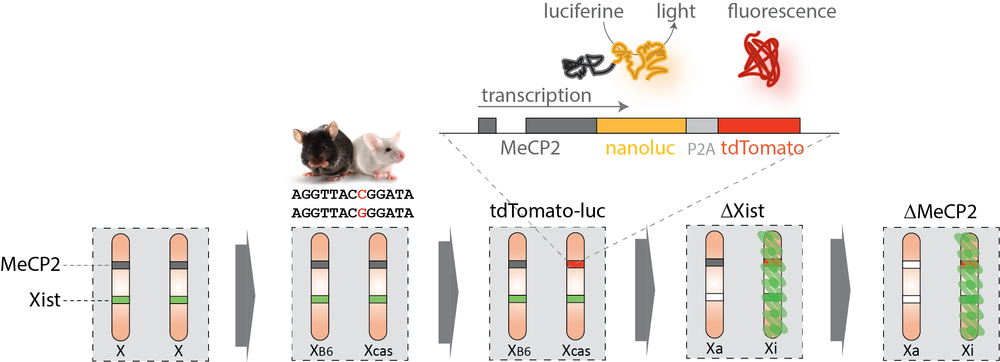 luciferine light fluorescence
transcription
MeCP2 nanoluc P2A tdTomato
AGGTTACCGGATA
AGGTTACGGGATA
tdTomato-luc ΔXist ΔMeCP2
MeCP2
Xist
X X XB6 Xcas XB6 Xcas Xa Xi Xa Xi